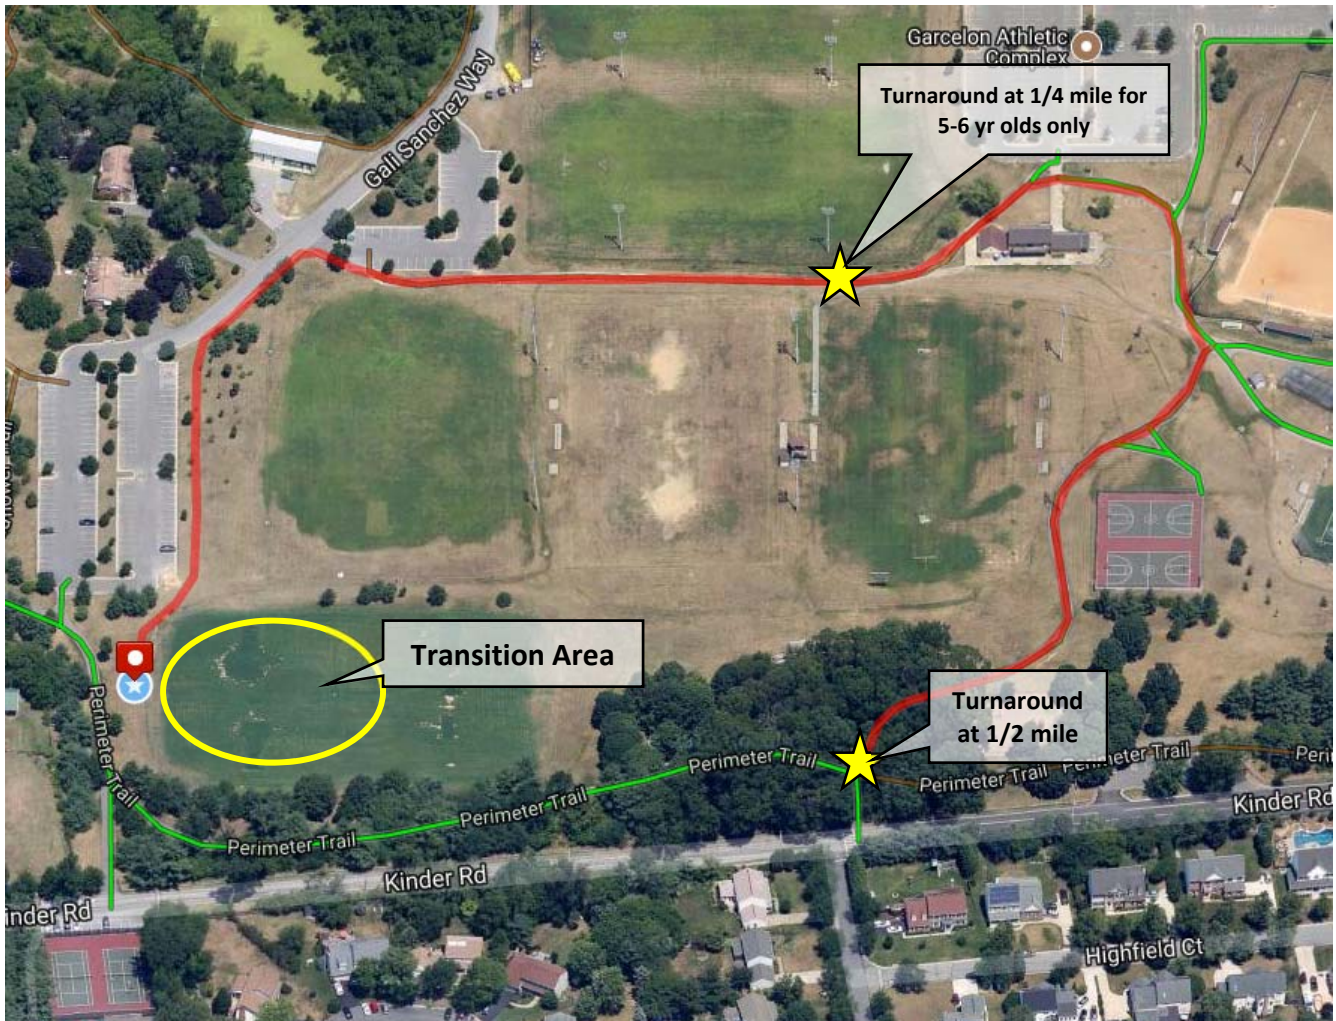 Garcelon Athletic
Complex
Turnaround at 1/4 mile for
5-6 yr olds only
Gali Sanchez Way
Transition Area
Turnaround
at 1/2 mile
Perimeter Trail
Perimeter Trail
Perimeter Trail
Perimeter Trail
Perimeter Trail
Perimeter Trail
Peri
Kinder Rd
Kinder Rd
inder Rd
Highfield Ct